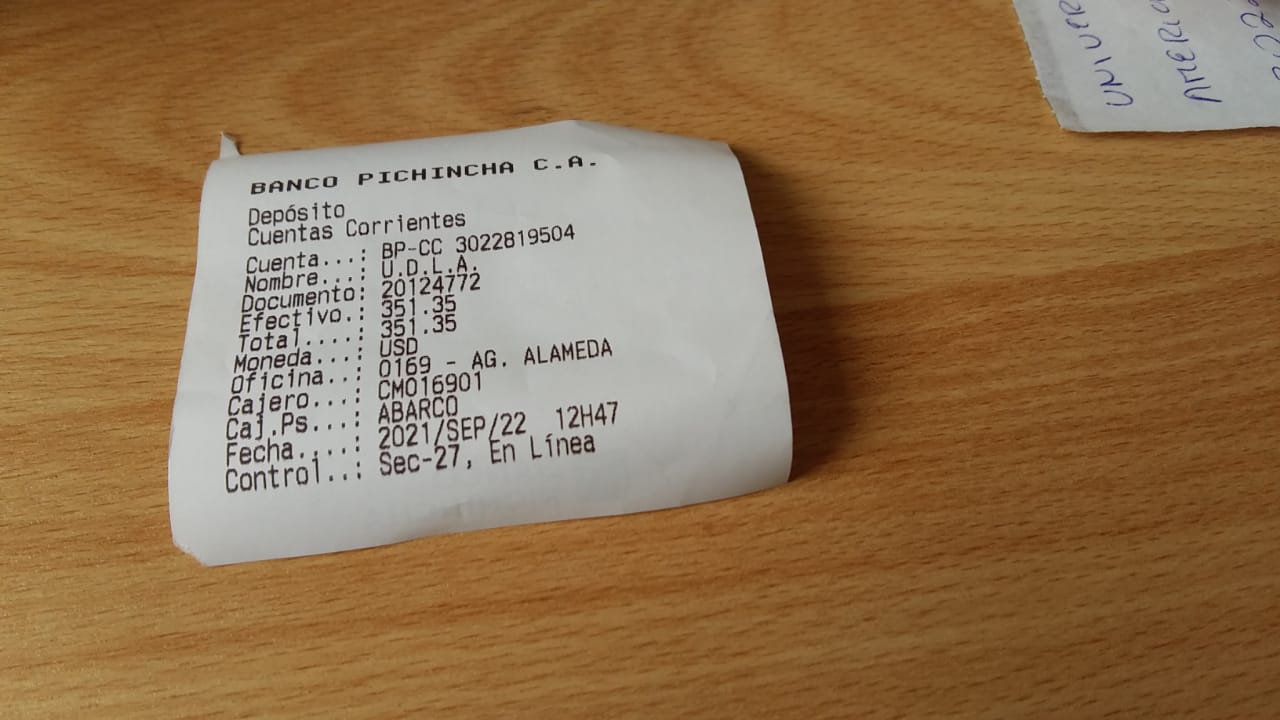 BANCO PICHINCHA C.A.
Depósito
Cuentas Corrientes
Cuenta...: BP-CC 3022819504
Nombre...: U.D.L.A.
Documento: 20124772
Efectivo.: 351.35
Total....: 351.35
Moneda...: USD
Oficina..: 0169 - AG. ALAMEDA
Cajero...: CM016901
Caj.Ps...: ABARCO
Fecha....: 2021/SEP/22 12H47
Control..: Sec-27, En Línea